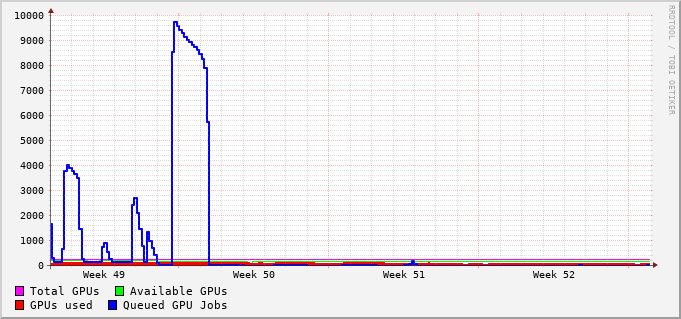 10000
9000
8000
7000
6000
5000
4000
3000
2000
1000
0
Week 49 Week 50 Week 51 Week 52
Total GPUs Available GPUs
GPUs used Queued GPU Jobs
RRDTOOL / TOBI OETIKER